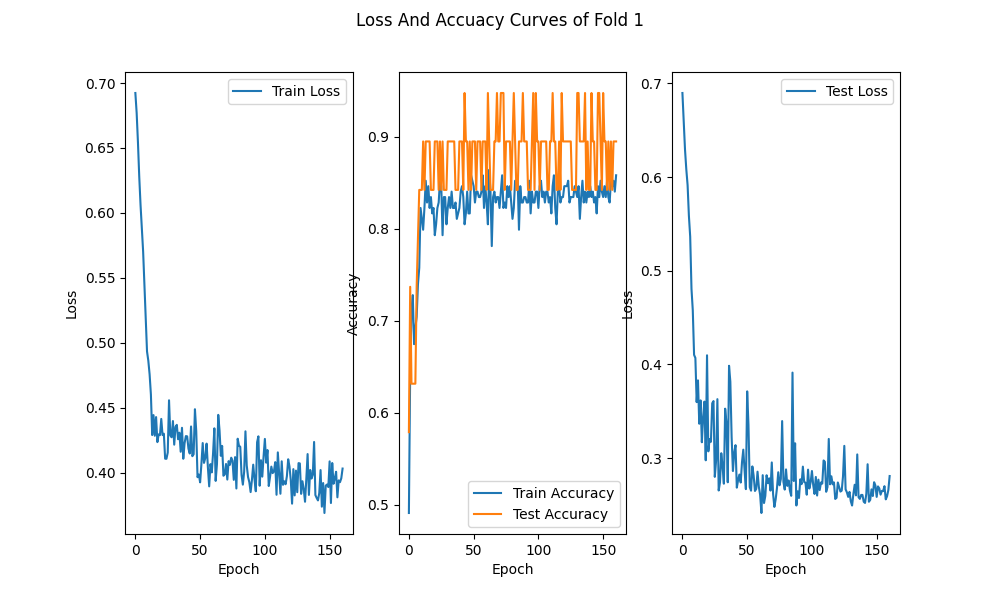 Loss And Accuacy Curves of Fold 1
0.70
0.65
0.60
0.55
0.50
0.45
0.40
Loss
0 50 100 150
Epoch
Train Loss
0.9
0.8
0.7
0.6
0.5
Accuracy
0 50 100 150
Epoch
Train Accuracy
Test Accuracy
0.7
0.6
0.5
0.4
0.3
Loss
0 50 100 150
Epoch
Test Loss